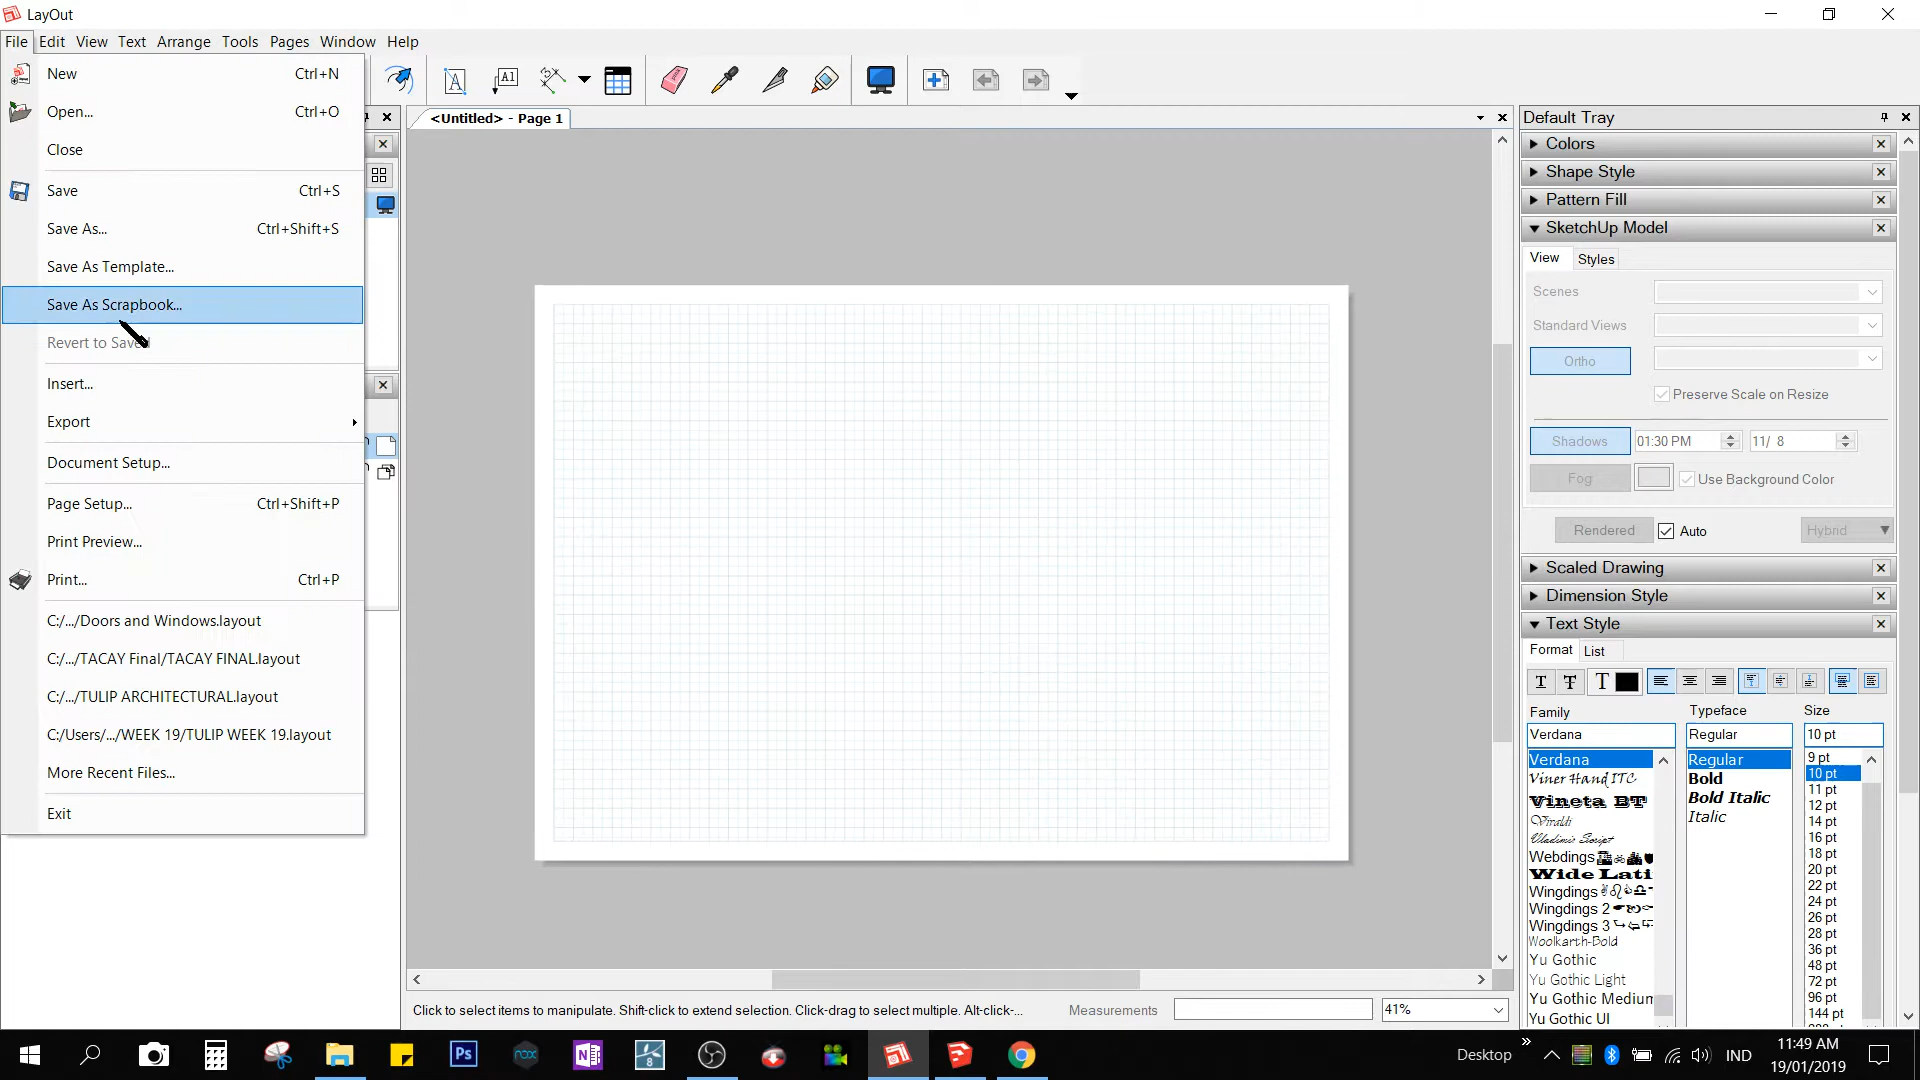 LayOut
File Edit View Text Arrange Tools Pages Window Help
New Ctrl+N
Open... Ctrl+O
Close
Save Ctrl+S
Save As... Ctrl+Shift+S
Save As Template...
Save As Scrapbook...
Revert to Saved
Insert...
Export
Document Setup...
Page Setup... Ctrl+Shift+P
Print Preview...
Print... Ctrl+P
C:/.../Doors and Windows.layout
C:/.../TACAY Final/TACAY FINAL.layout
C:/.../TULIP ARCHITECTURAL.layout
C:/Users/.../WEEK 19/TULIP WEEK 19.layout
More Recent Files...
Exit
A
A1
<Untitled> - Page 1
Default Tray
Colors
Shape Style
Pattern Fill
SketchUp Model
View Styles
Scenes
Standard Views
Ortho
Preserve Scale on Resize
Shadows 01:30 PM 11/ 8
Fog Use Background Color
Rendered Auto Hybrid
Scaled Drawing
Dimension Style
Text Style
Format List
T T T
Family Typeface Size
Verdana Regular 10 pt
Verdana
Viner Hand ITC
Vineta BT
Vivaldi
Vladimir Script
Webdings
Wide Lati
Wingdings
Wingdings 2
Wingdings 3
Woolkarth-Bold
Yu Gothic
Yu Gothic Light
Yu Gothic Medium
Yu Gothic UI
Regular
Bold
Bold Italic
Italic
9 pt
10 pt
11 pt
12 pt
14 pt
16 pt
18 pt
20 pt
22 pt
24 pt
26 pt
28 pt
36 pt
48 pt
72 pt
96 pt
144 pt
Click to select items to manipulate. Shift-click to extend selection. Click-drag to select multiple. Alt-click-... Measurements 41%
Ps nox N 8 Desktop IND 11:49 AM
19/01/2019